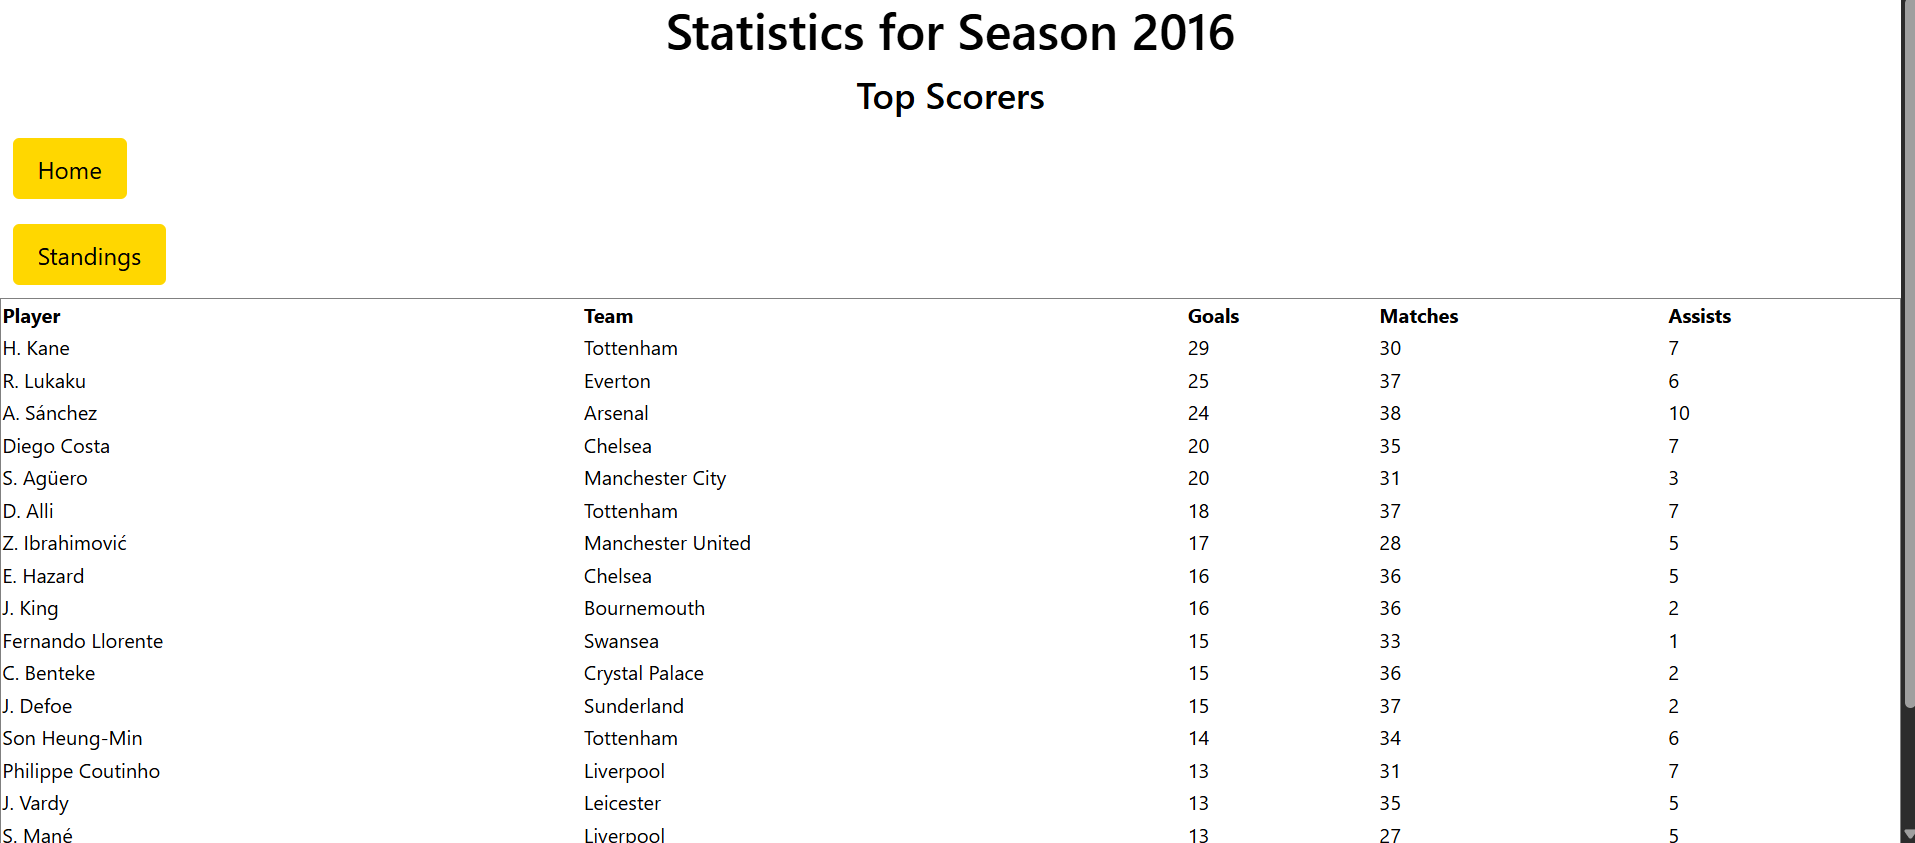 Statistics for Season 2016
Top Scorers
Home
Standings
Player Team Goals Matches Assists
H. Kane Tottenham 29 30 7
R. Lukaku Everton 25 37 6
A. Sánchez Arsenal 24 38 10
Diego Costa Chelsea 20 35 7
S. Agüero Manchester City 20 31 3
D. Alli Tottenham 18 37 7
Z. Ibrahimović Manchester United 17 28 5
E. Hazard Chelsea 16 36 5
J. King Bournemouth 16 36 2
Fernando Llorente Swansea 15 33 1
C. Benteke Crystal Palace 15 36 2
J. Defoe Sunderland 15 37 2
Son Heung-Min Tottenham 14 34 6
Philippe Coutinho Liverpool 13 31 7
J. Vardy Leicester 13 35 5
S. Mané Liverpool 13 27 5